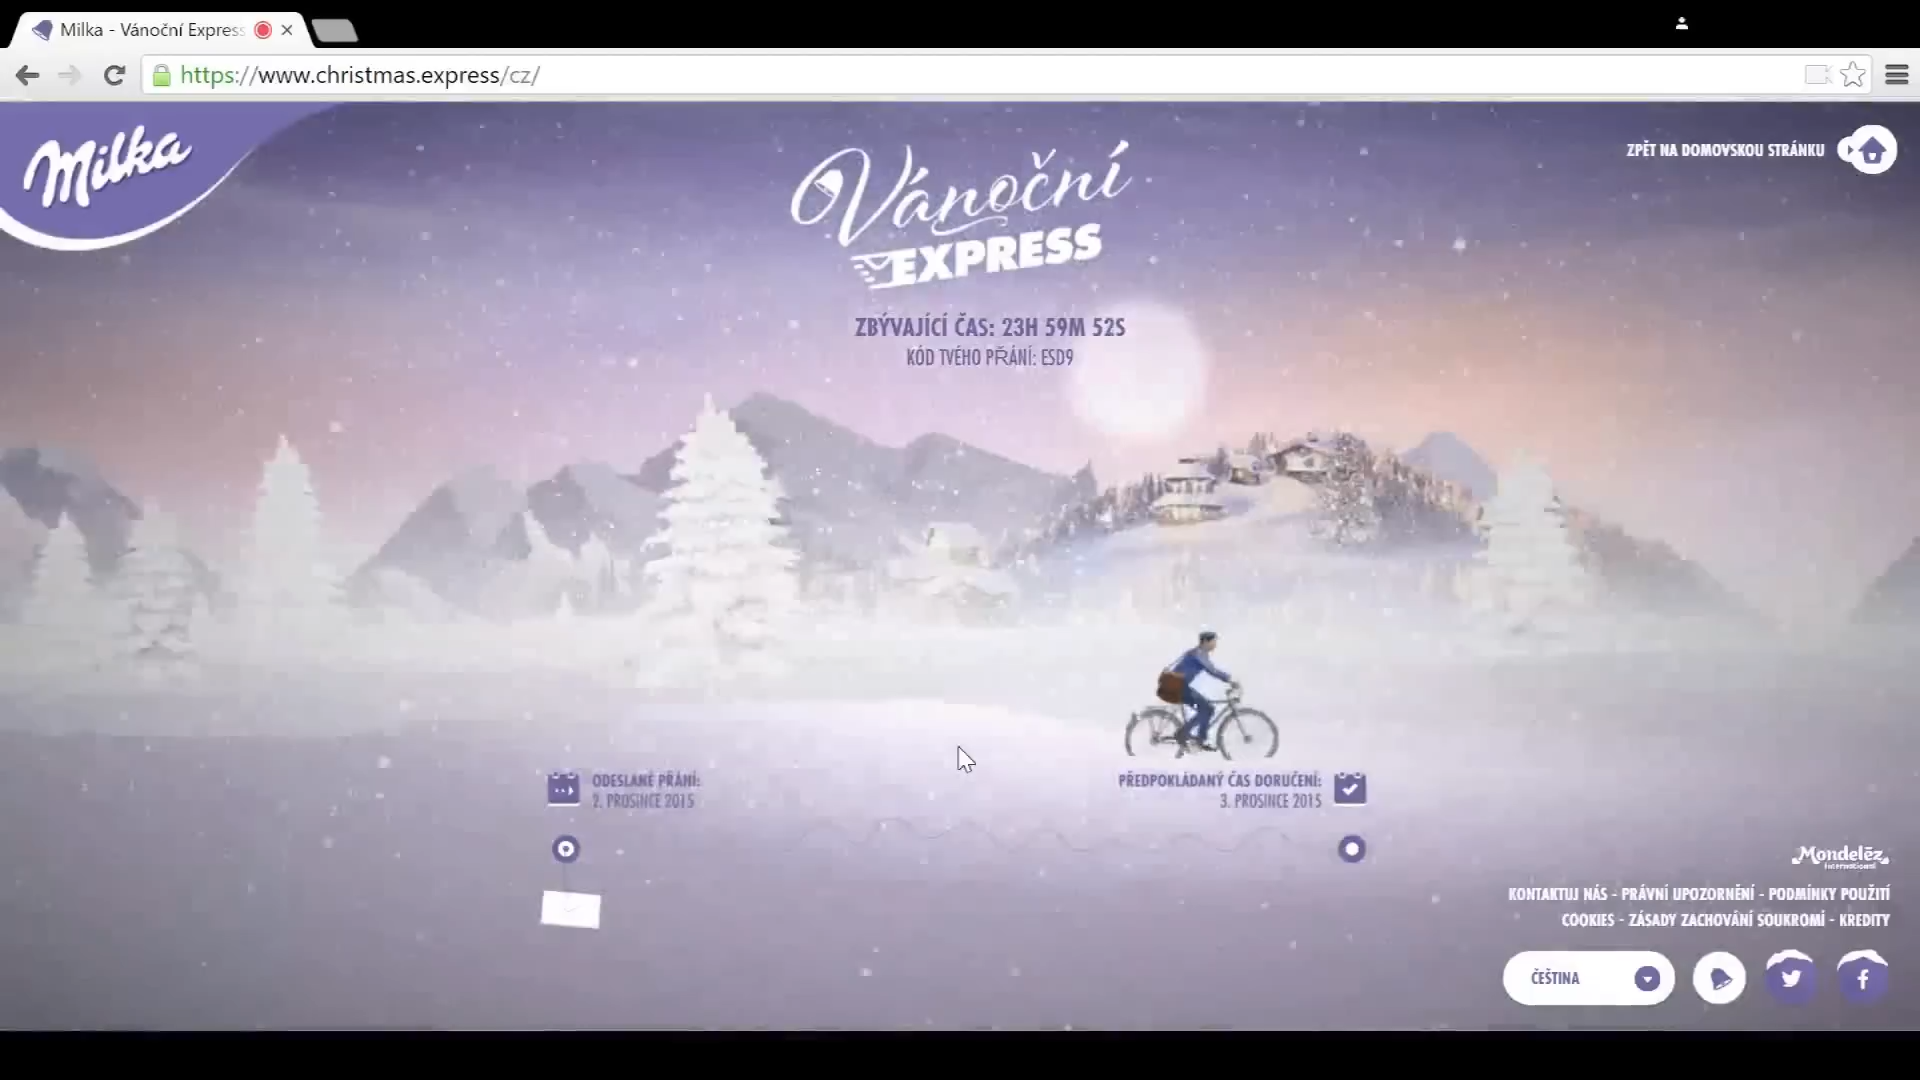 Milka - Vánoční Express
https://www.christmas.express/cz/
Milka
Vánoční
EXPRESS
ZPĚT NA DOMOVSKOU STRÁNKU
ZBÝVAJÍCÍ ČAS: 23H 59M 52S
KÓD TVÉHO PŘÁNÍ: ESD9
ODESLANÉ PŘÁNÍ:
2. PROSINCE 2015
PŘEDPOKLÁDANÝ ČAS DORUČENÍ:
3. PROSINCE 2015
Mondelēz
International
KONTAKTUJ NÁS - PRÁVNÍ UPOZORNĚNÍ - PODMÍNKY POUŽITÍ
COOKIES - ZÁSADY ZACHOVÁNÍ SOUKROMÍ - KREDITY
ČEŠTINA